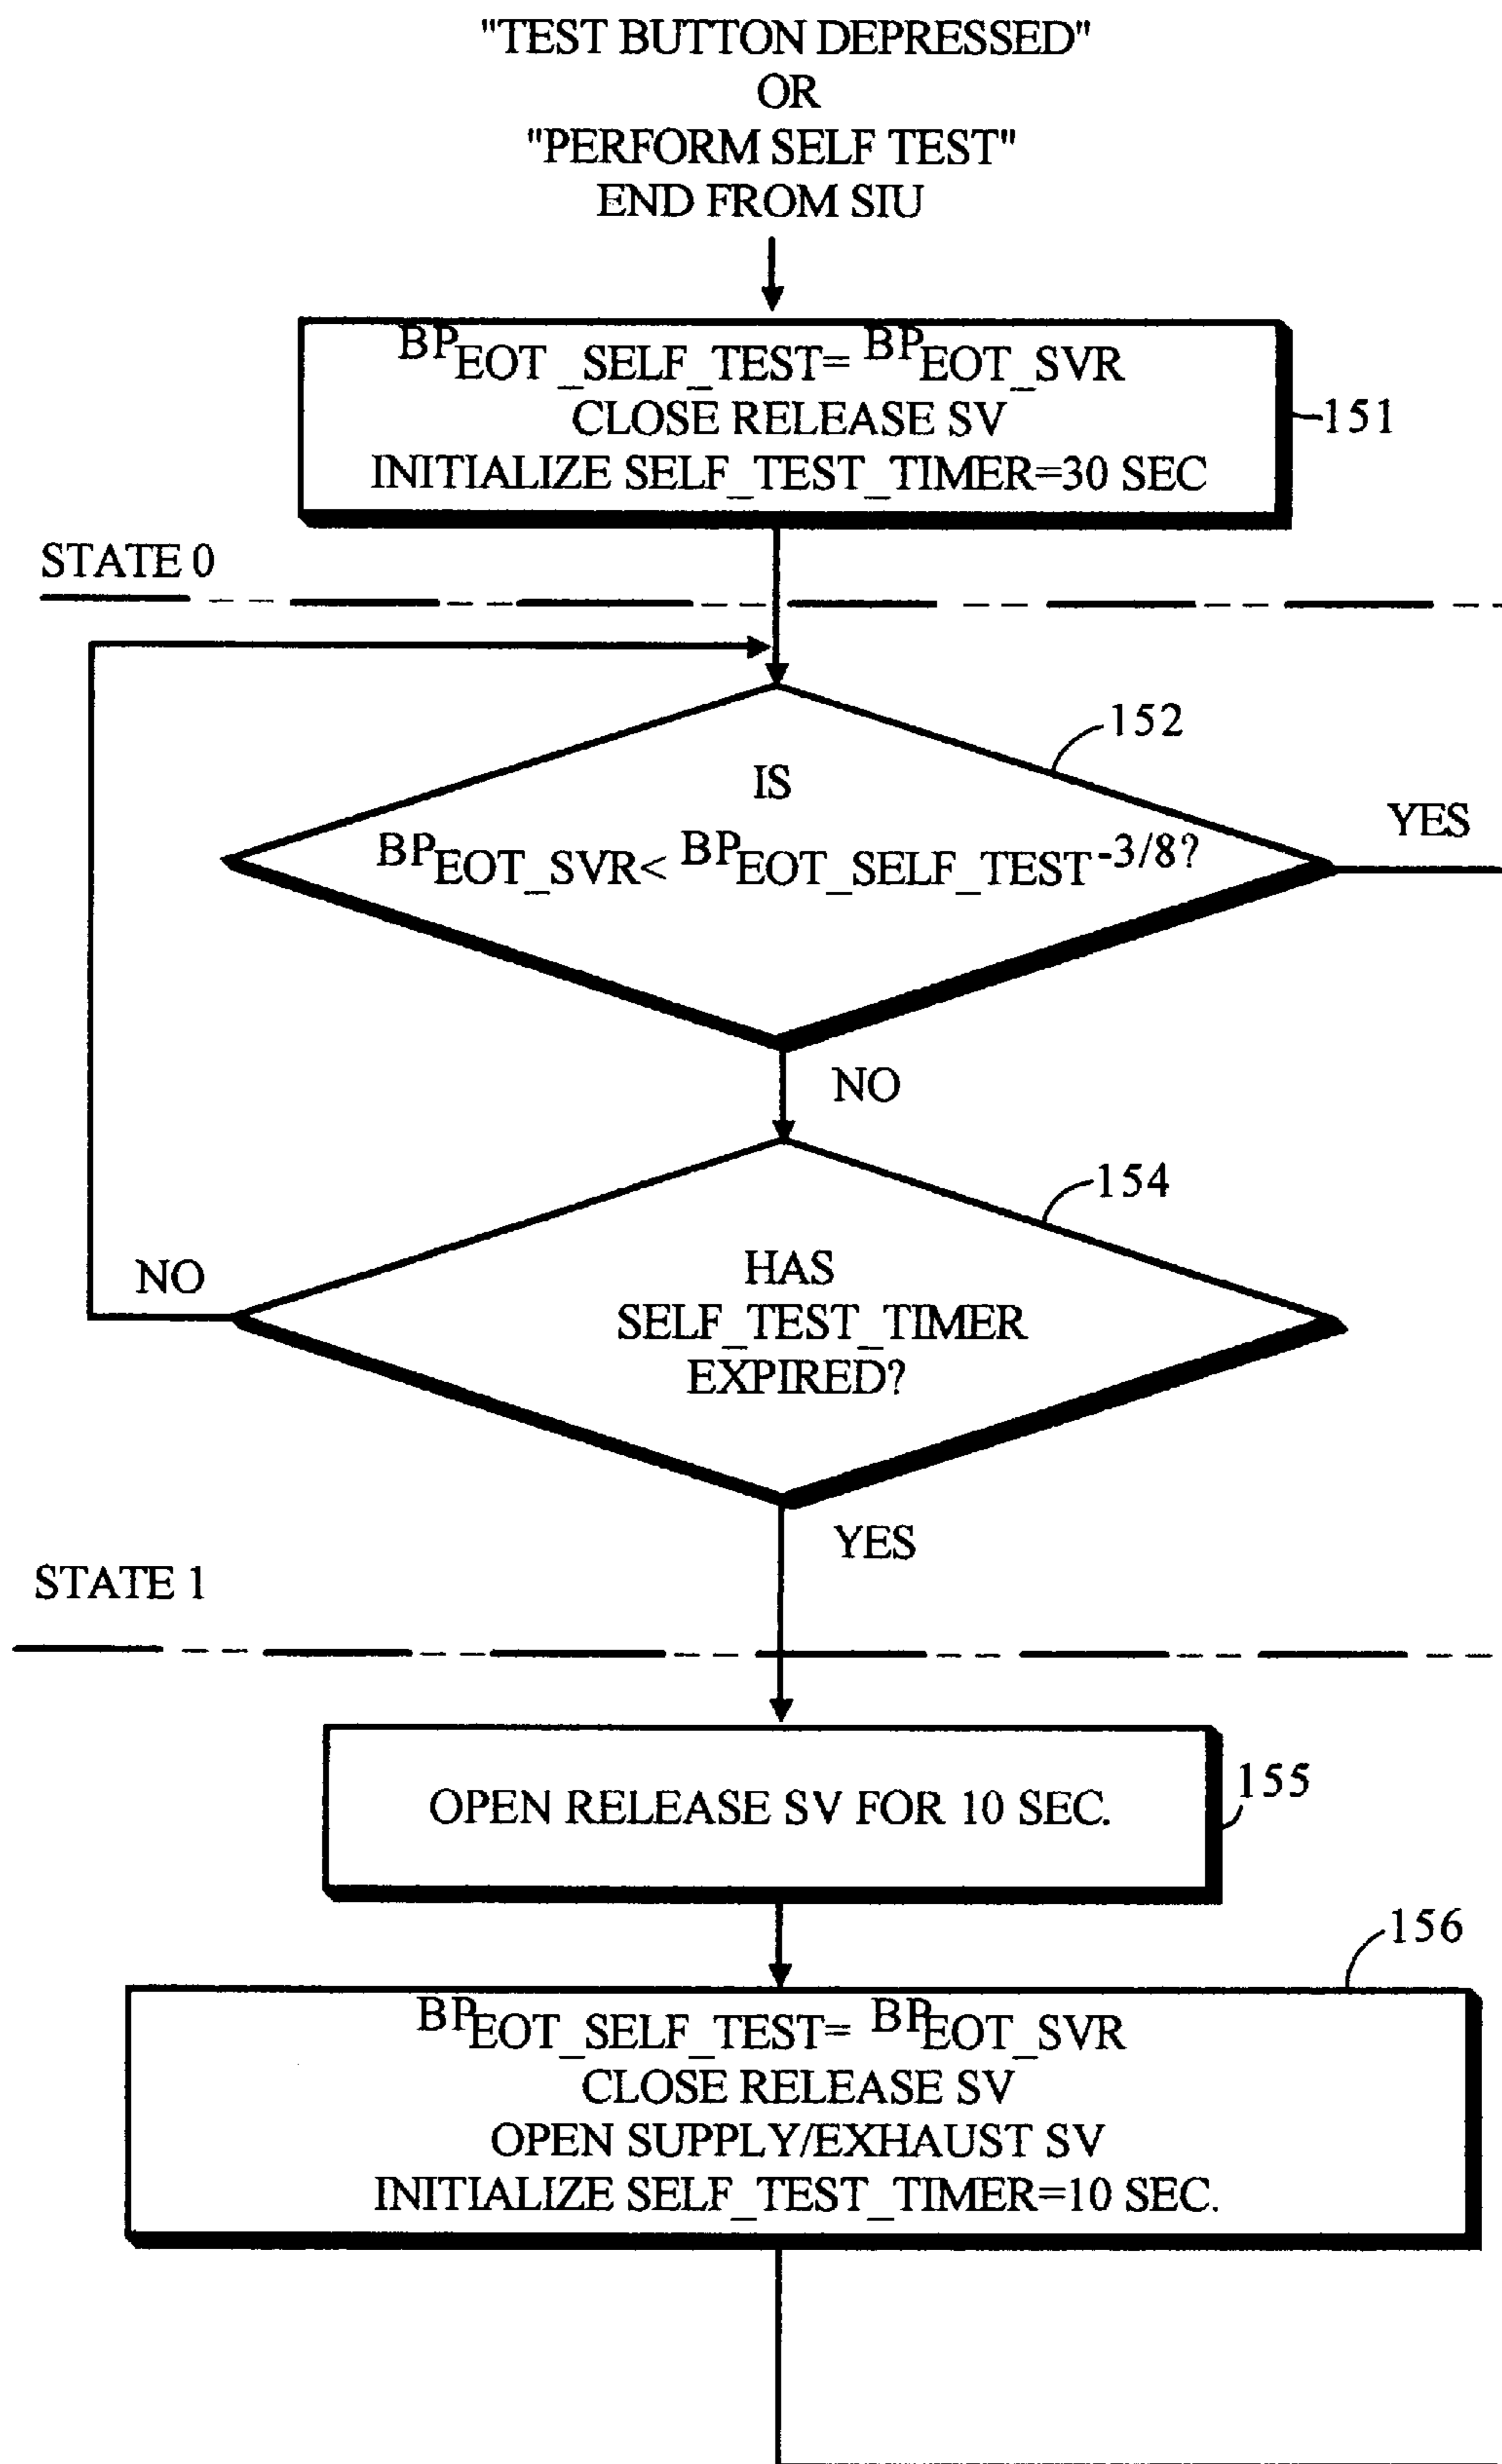 "TEST BUTTON DEPRESSED"
OR
"PERFORM SELF TEST"
END FROM SIU
BPEOT_SELF_TEST= BPEOT_SVR
CLOSE RELEASE SV
INITIALIZE SELF_TEST_TIMER=30 SEC
151
STATE 0
152
IS
BPEOT_SVR< BPEOT_SELF_TEST-3/8?
YES
NO
154
HAS
SELF_TEST_TIMER
EXPIRED?
NO
YES
STATE 1
OPEN RELEASE SV FOR 10 SEC.
155
156
BPEOT_SELF_TEST= BPEOT_SVR
CLOSE RELEASE SV
OPEN SUPPLY/EXHAUST SV
INITIALIZE SELF_TEST_TIMER=10 SEC.